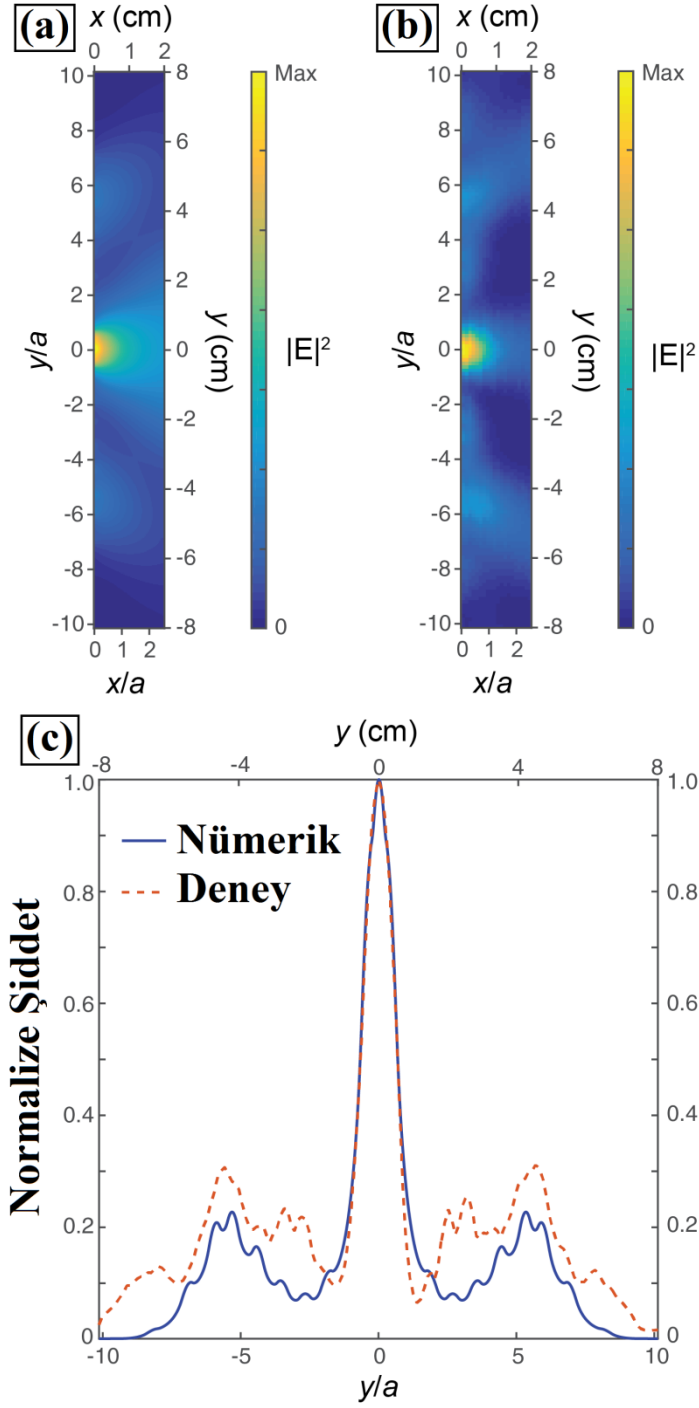 (a)
x (cm)
0 1 2
10
8
6
4
2
0
-2
-4
-6
-8
-10
y/a
8
6
4
2
0
-2
-4
-6
-8
y (cm)
0 1 2
x/a
Max
|E|²
0
(b)
x (cm)
0 1 2
10
8
6
4
2
0
-2
-4
-6
-8
-10
y/a
8
6
4
2
0
-2
-4
-6
-8
y (cm)
0 1 2
x/a
Max
|E|²
0
(c)
y (cm)
-8 -4 0 4 8
1.0
0.8
0.6
0.4
0.2
0
Normalize Şiddet
Nümerik
Deney
1.0
0.8
0.6
0.4
0.2
0
-10 -5 0 5 10
y/a